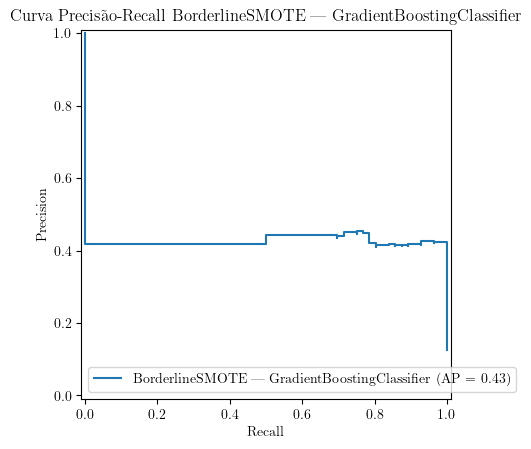 Curva Precisão-Recall BorderlineSMOTE — GradientBoostingClassifier
1.0
0.8
0.6
0.4
0.2
0.0
Precision
BorderlineSMOTE — GradientBoostingClassifier (AP = 0.43)
0.0 0.2 0.4 0.6 0.8 1.0
Recall